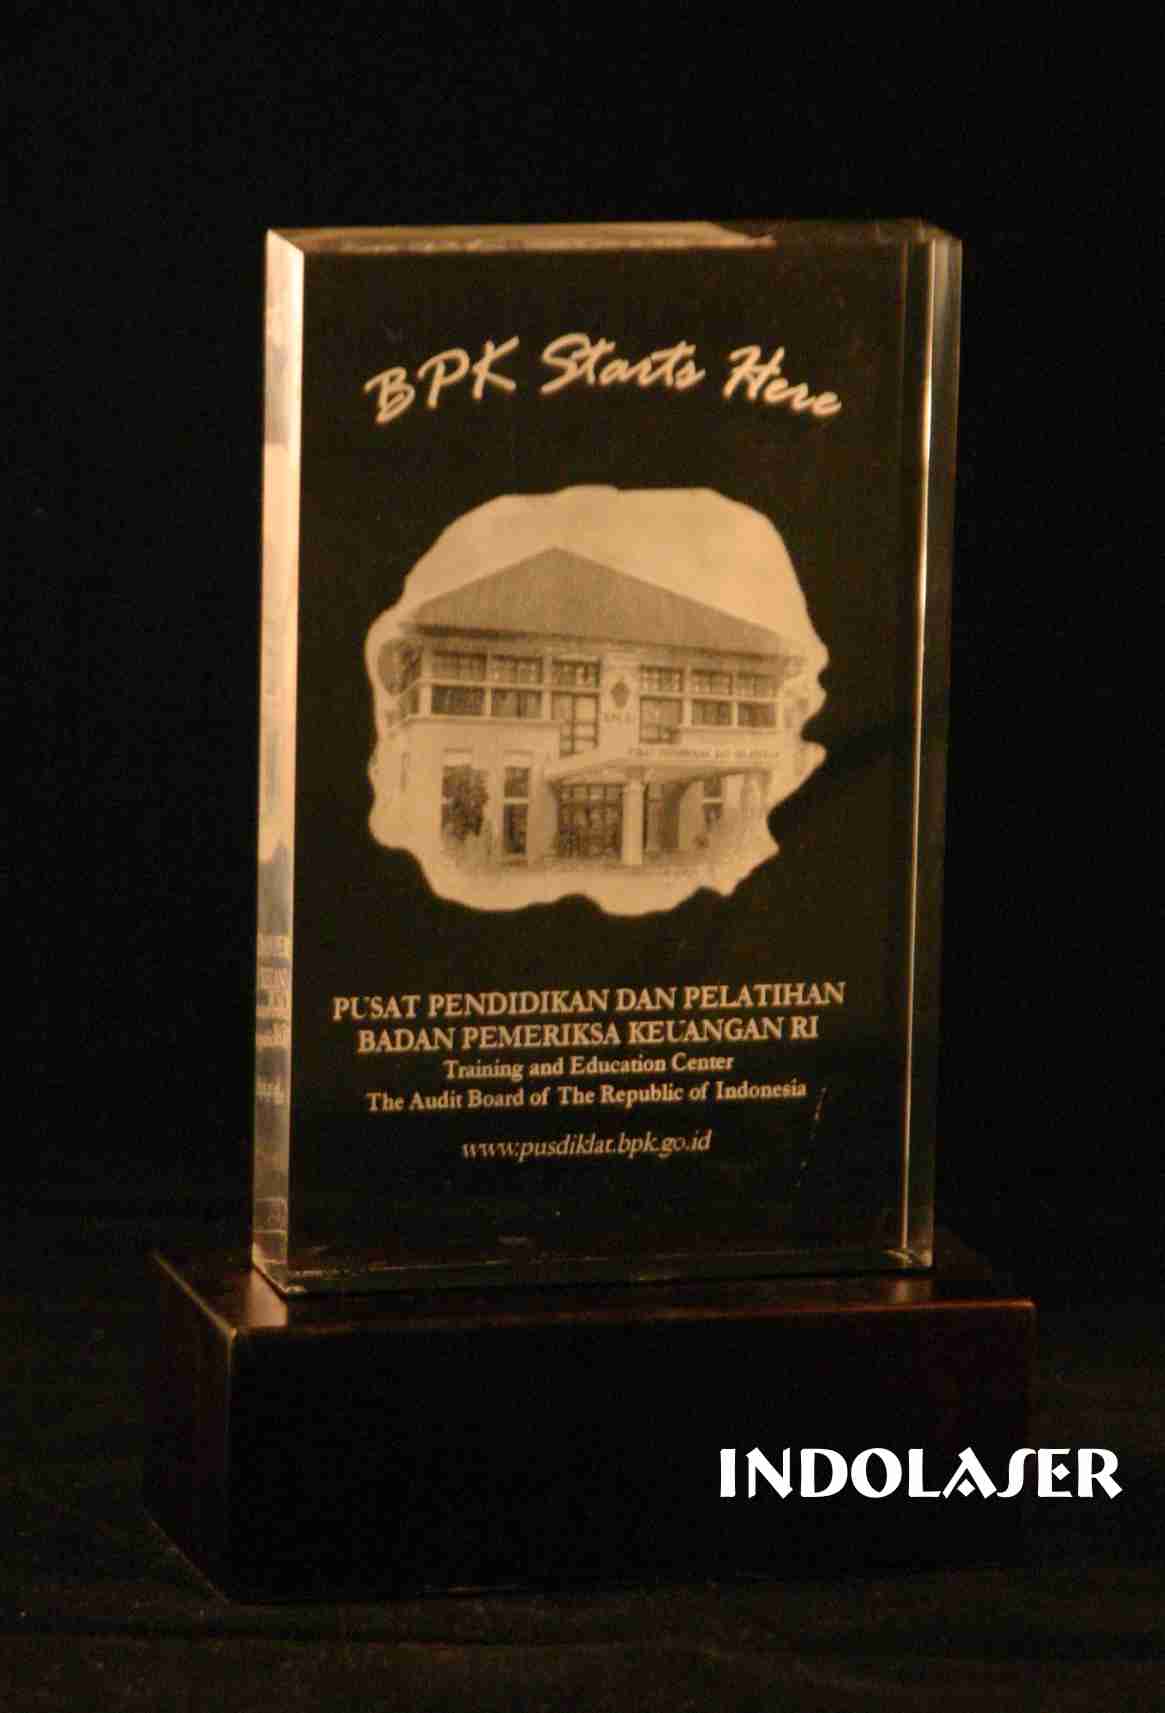 BPK Starts Here
PUSAT PENDIDIKAN DAN PELATIHAN
BADAN PEMERIKSA KEUANGAN RI
Training and Education Center
The Audit Board of The Republic of Indonesia
www.pusdiklat.bpk.go.id
INDOLASER